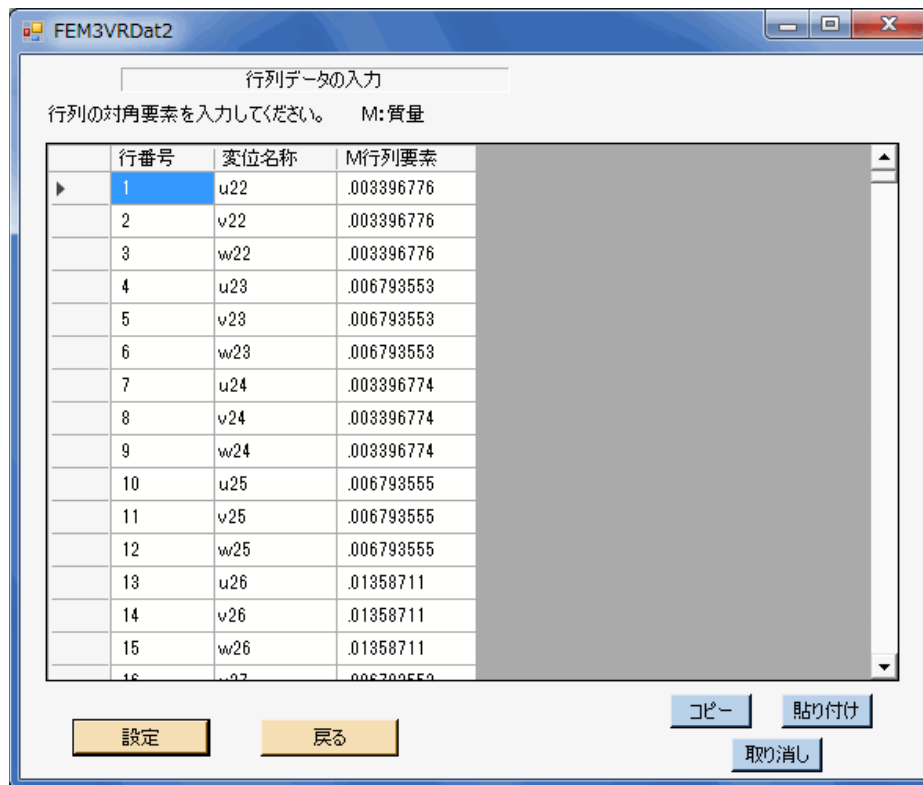 FEM3VRDat2
行列データの入力
行列の対角要素を入力してください。 M:質量
行番号 変位名称 M行列要素
1 u22 .003396776
2 v22 .003396776
3 w22 .003396776
4 u23 .006793553
5 v23 .006793553
6 w23 .006793553
7 u24 .003396774
8 v24 .003396774
9 w24 .003396774
10 u25 .006793555
11 v25 .006793555
12 w25 .006793555
13 u26 .01358711
14 v26 .01358711
15 w26 .01358711
設定 戻る コピー 貼り付け
取り消し